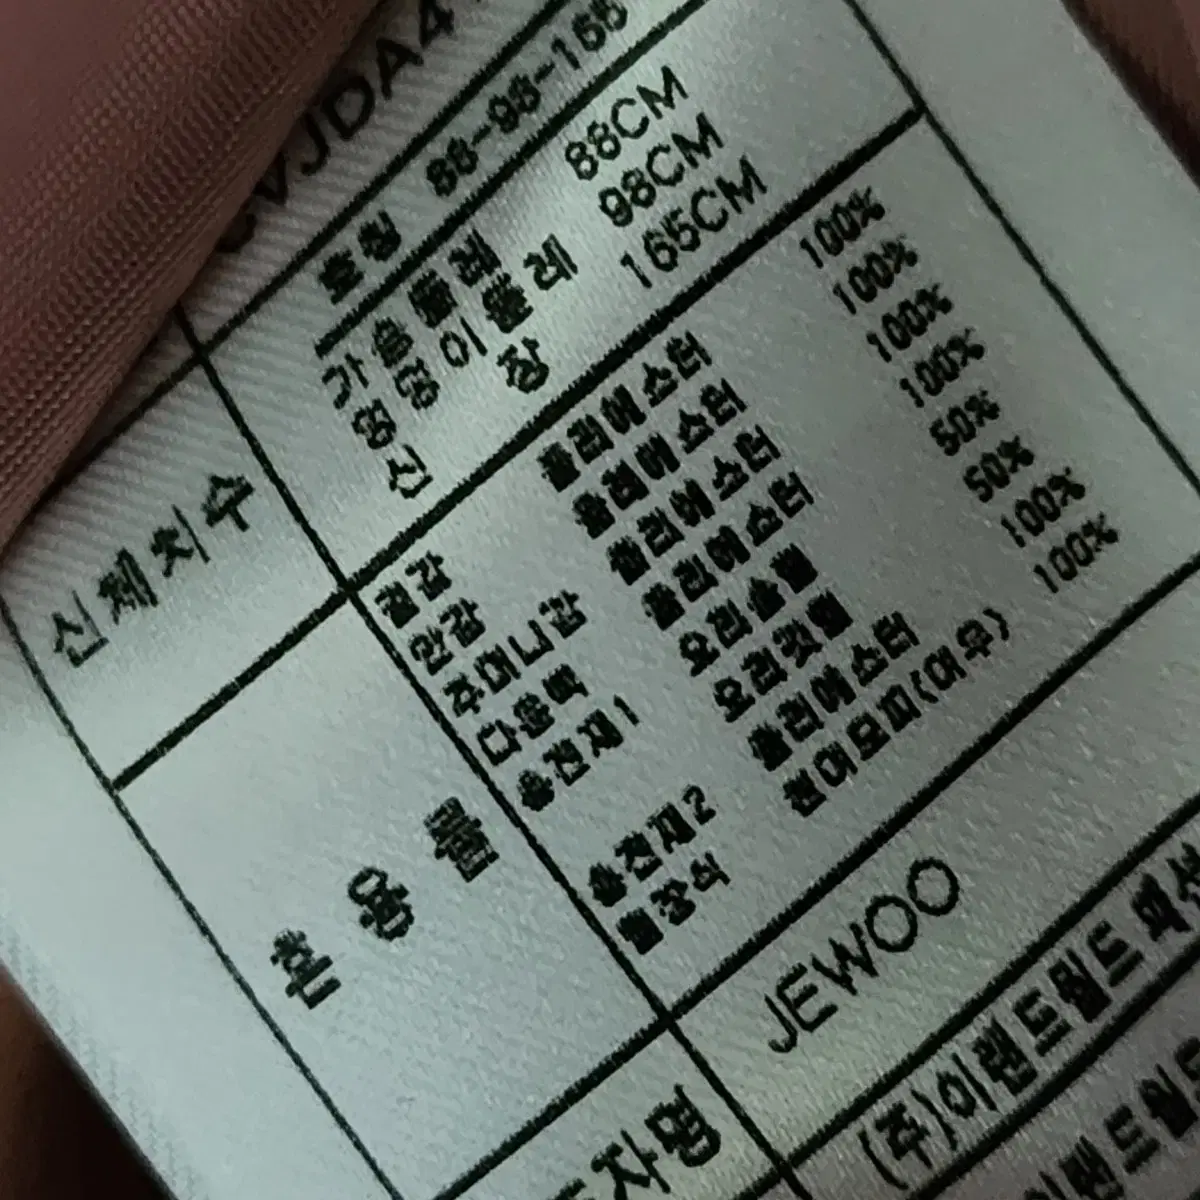 호칭 88-98-165
가슴둘레 88CM
엉덩이둘레 98CM
신장 165CM
신체치수
겉감 폴리에스터 100%
안감 폴리에스터 100%
주머니감 폴리에스터 100%
다운백 폴리에스터 100%
충전재1 오리솜털 50%
오리깃털 50%
충전재2 폴리에스터 100%
털장식 천연모피(여우) 100%
혼용률
JEWOO
자명
(주)이랜드월드